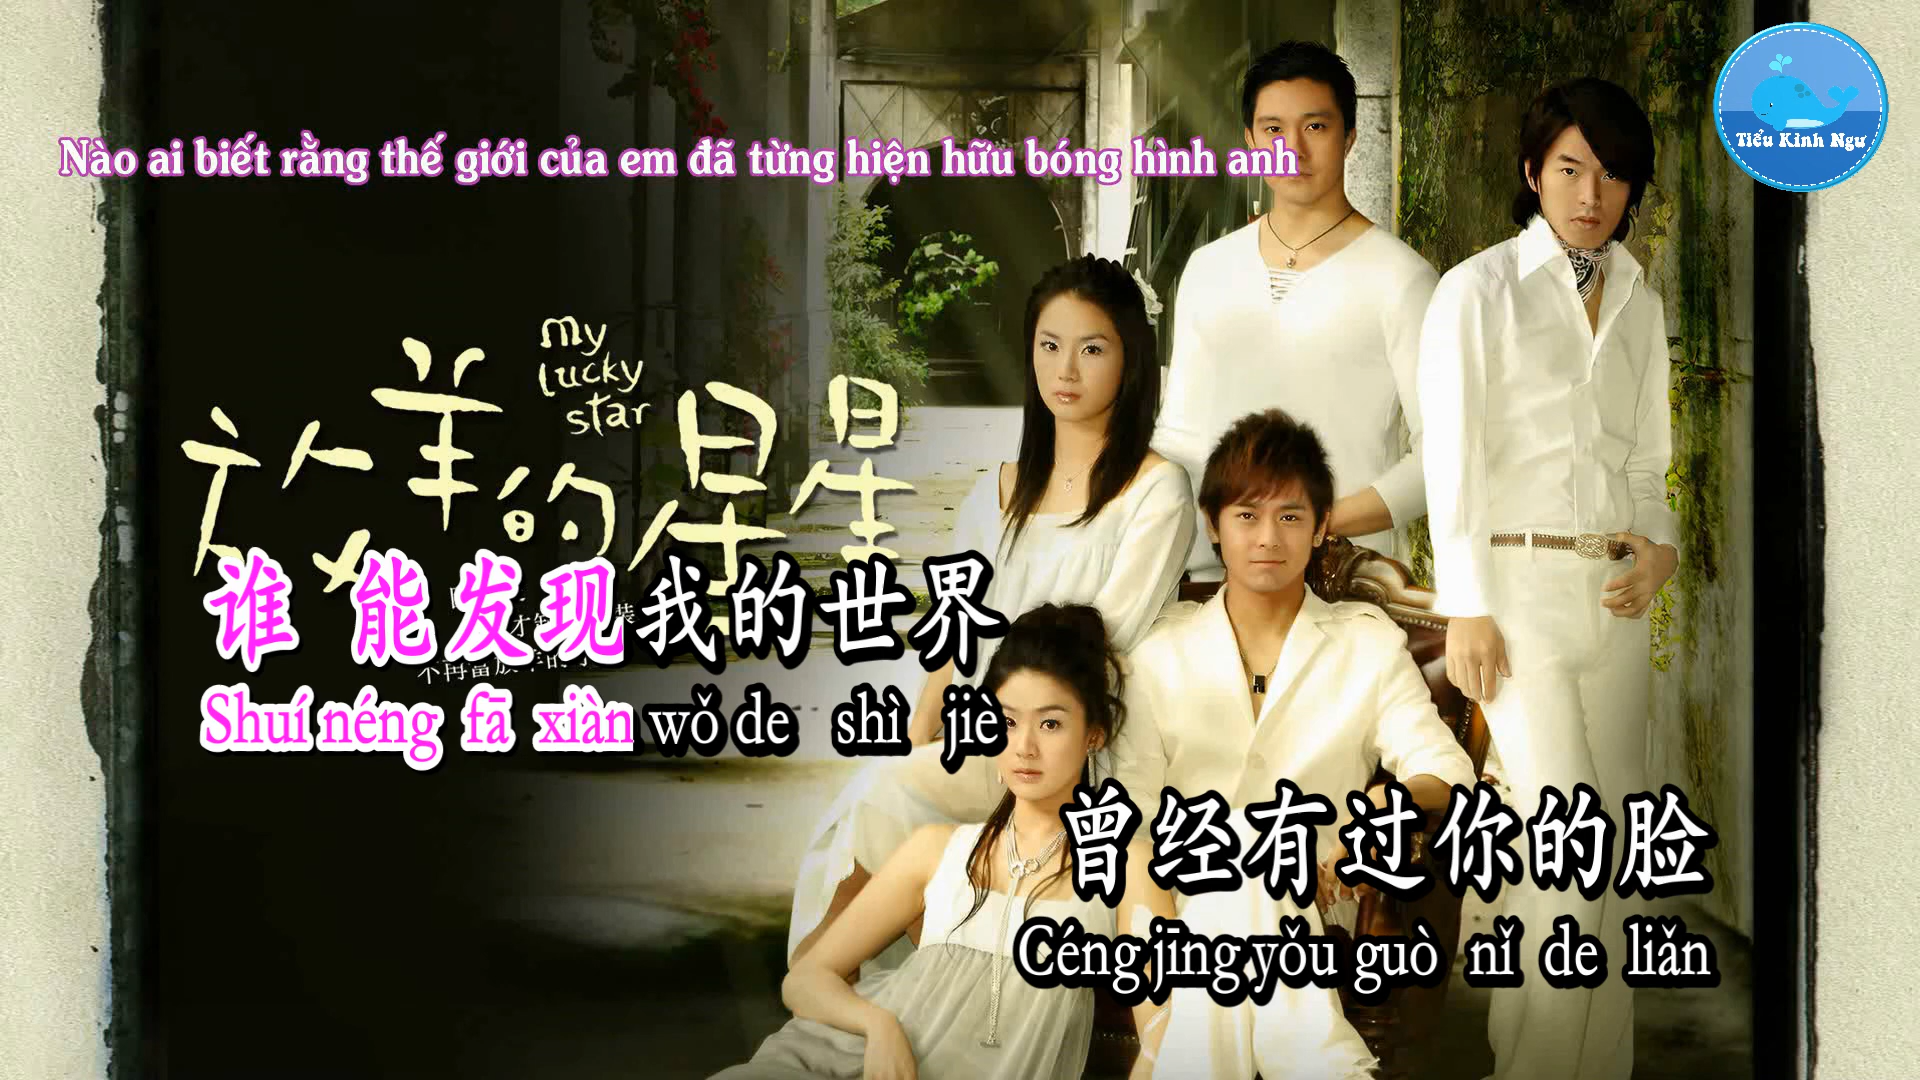 Tiểu Kình Ngư
Nào ai biết rằng thế giới của em đã từng hiện hữu bóng hình anh
my
lucky
star
放羊的星星
谁 能发现我的世界
Shuí néng fā xiàn wǒ de shì jiè
曾经有过你的脸
Céng jīng yǒu guò nǐ de liǎn